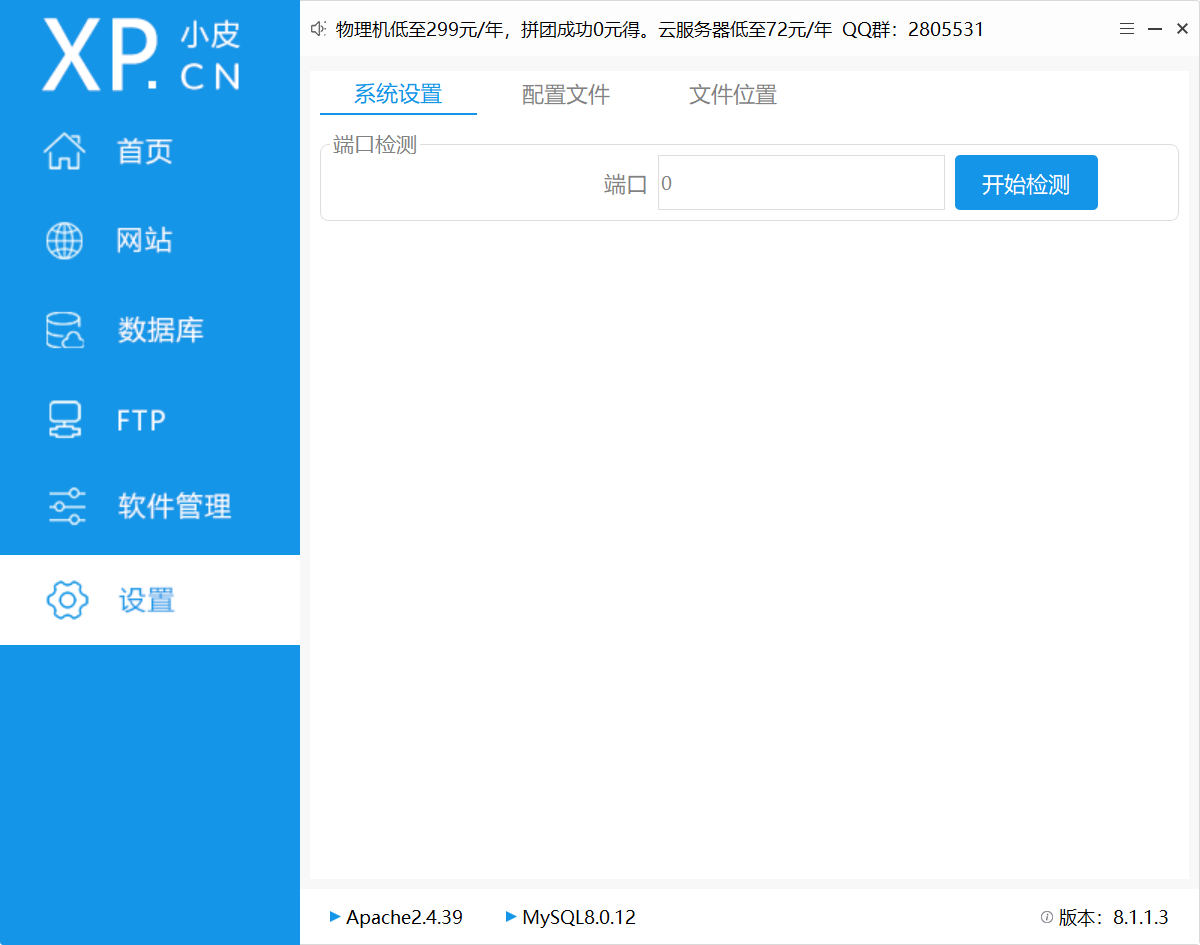 XP.小皮
CN
物理机低至299元/年，拼团成功0元得。云服务器低至72元/年 QQ群：2805531
首页
网站
数据库
FTP
软件管理
设置
系统设置 配置文件 文件位置
端口检测
端口 0 开始检测
Apache2.4.39 MySQL8.0.12 版本：8.1.1.3